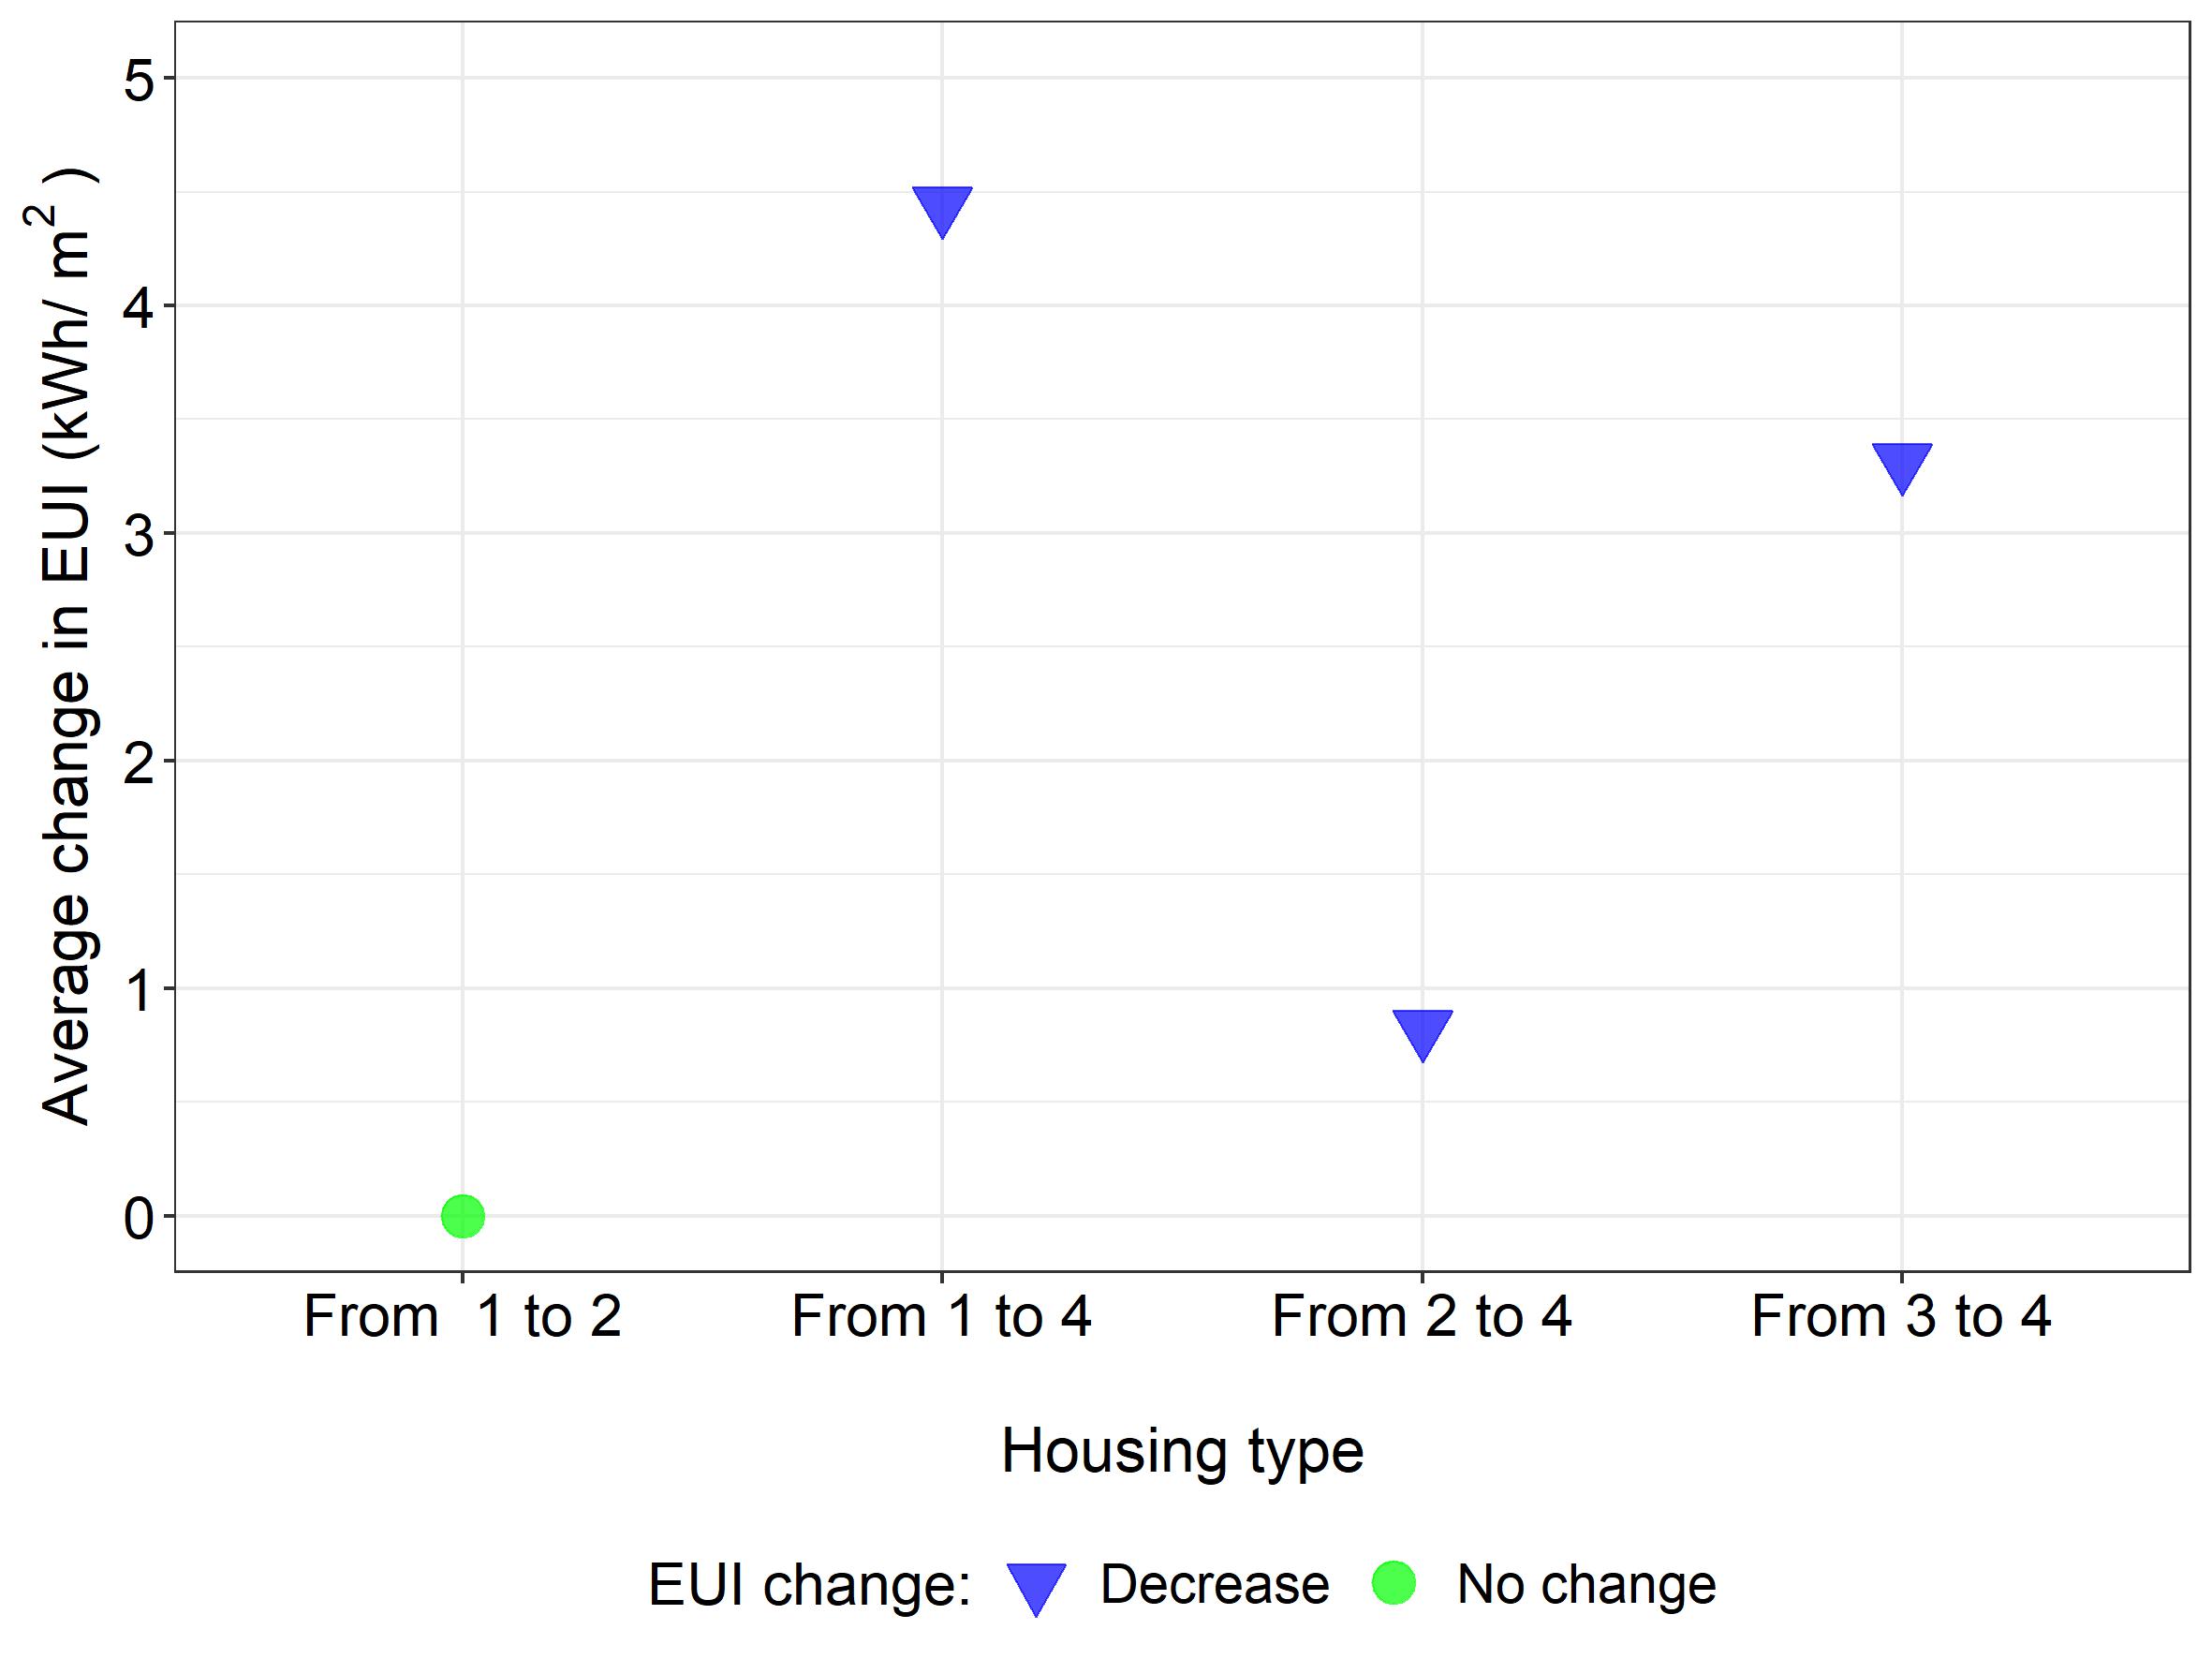 Average change in EUI (kWh/ m²)
5
4
3
2
1
0
From  1 to 2
From 1 to 4
From 2 to 4
From 3 to 4
Housing type
EUI change: Decrease No change